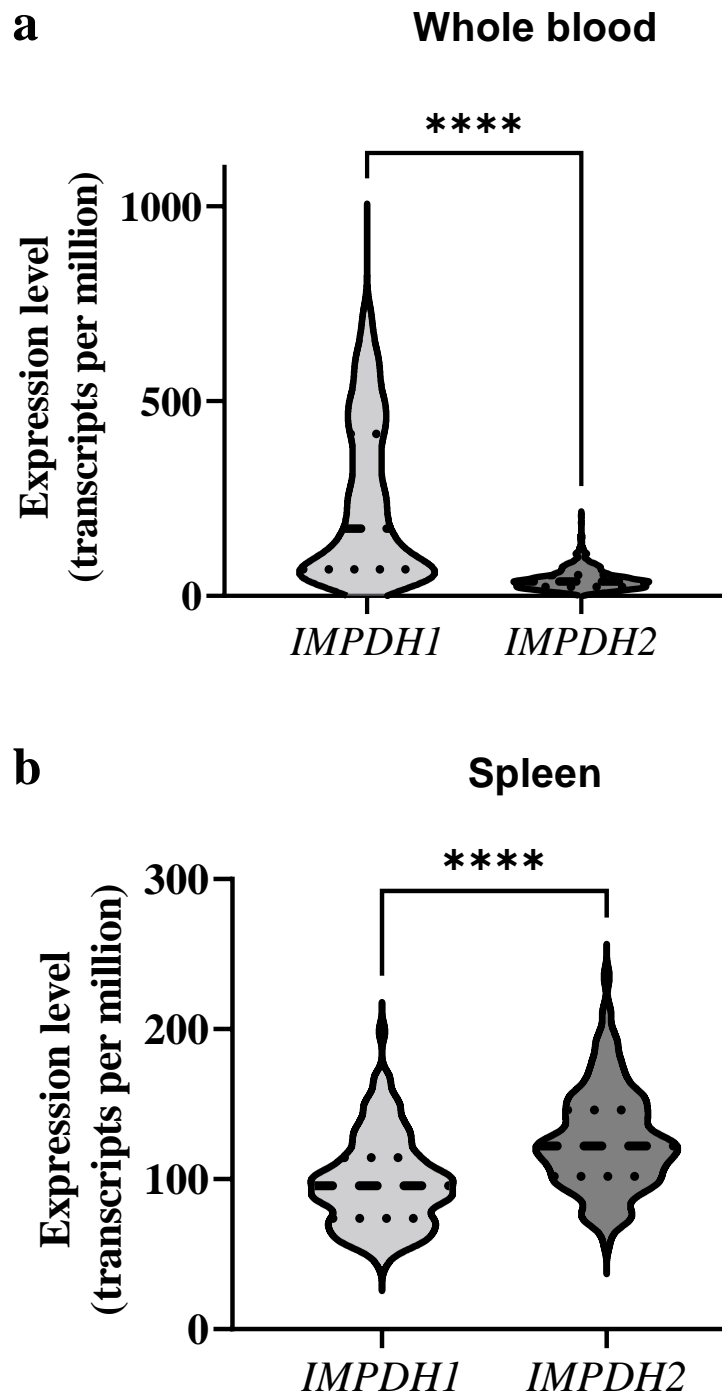 a
Whole blood
****
Expression level
(transcripts per million)
1000
500
0
IMPDH1 IMPDH2
b
Spleen
****
Expression level
(transcripts per million)
300
200
100
0
IMPDH1 IMPDH2